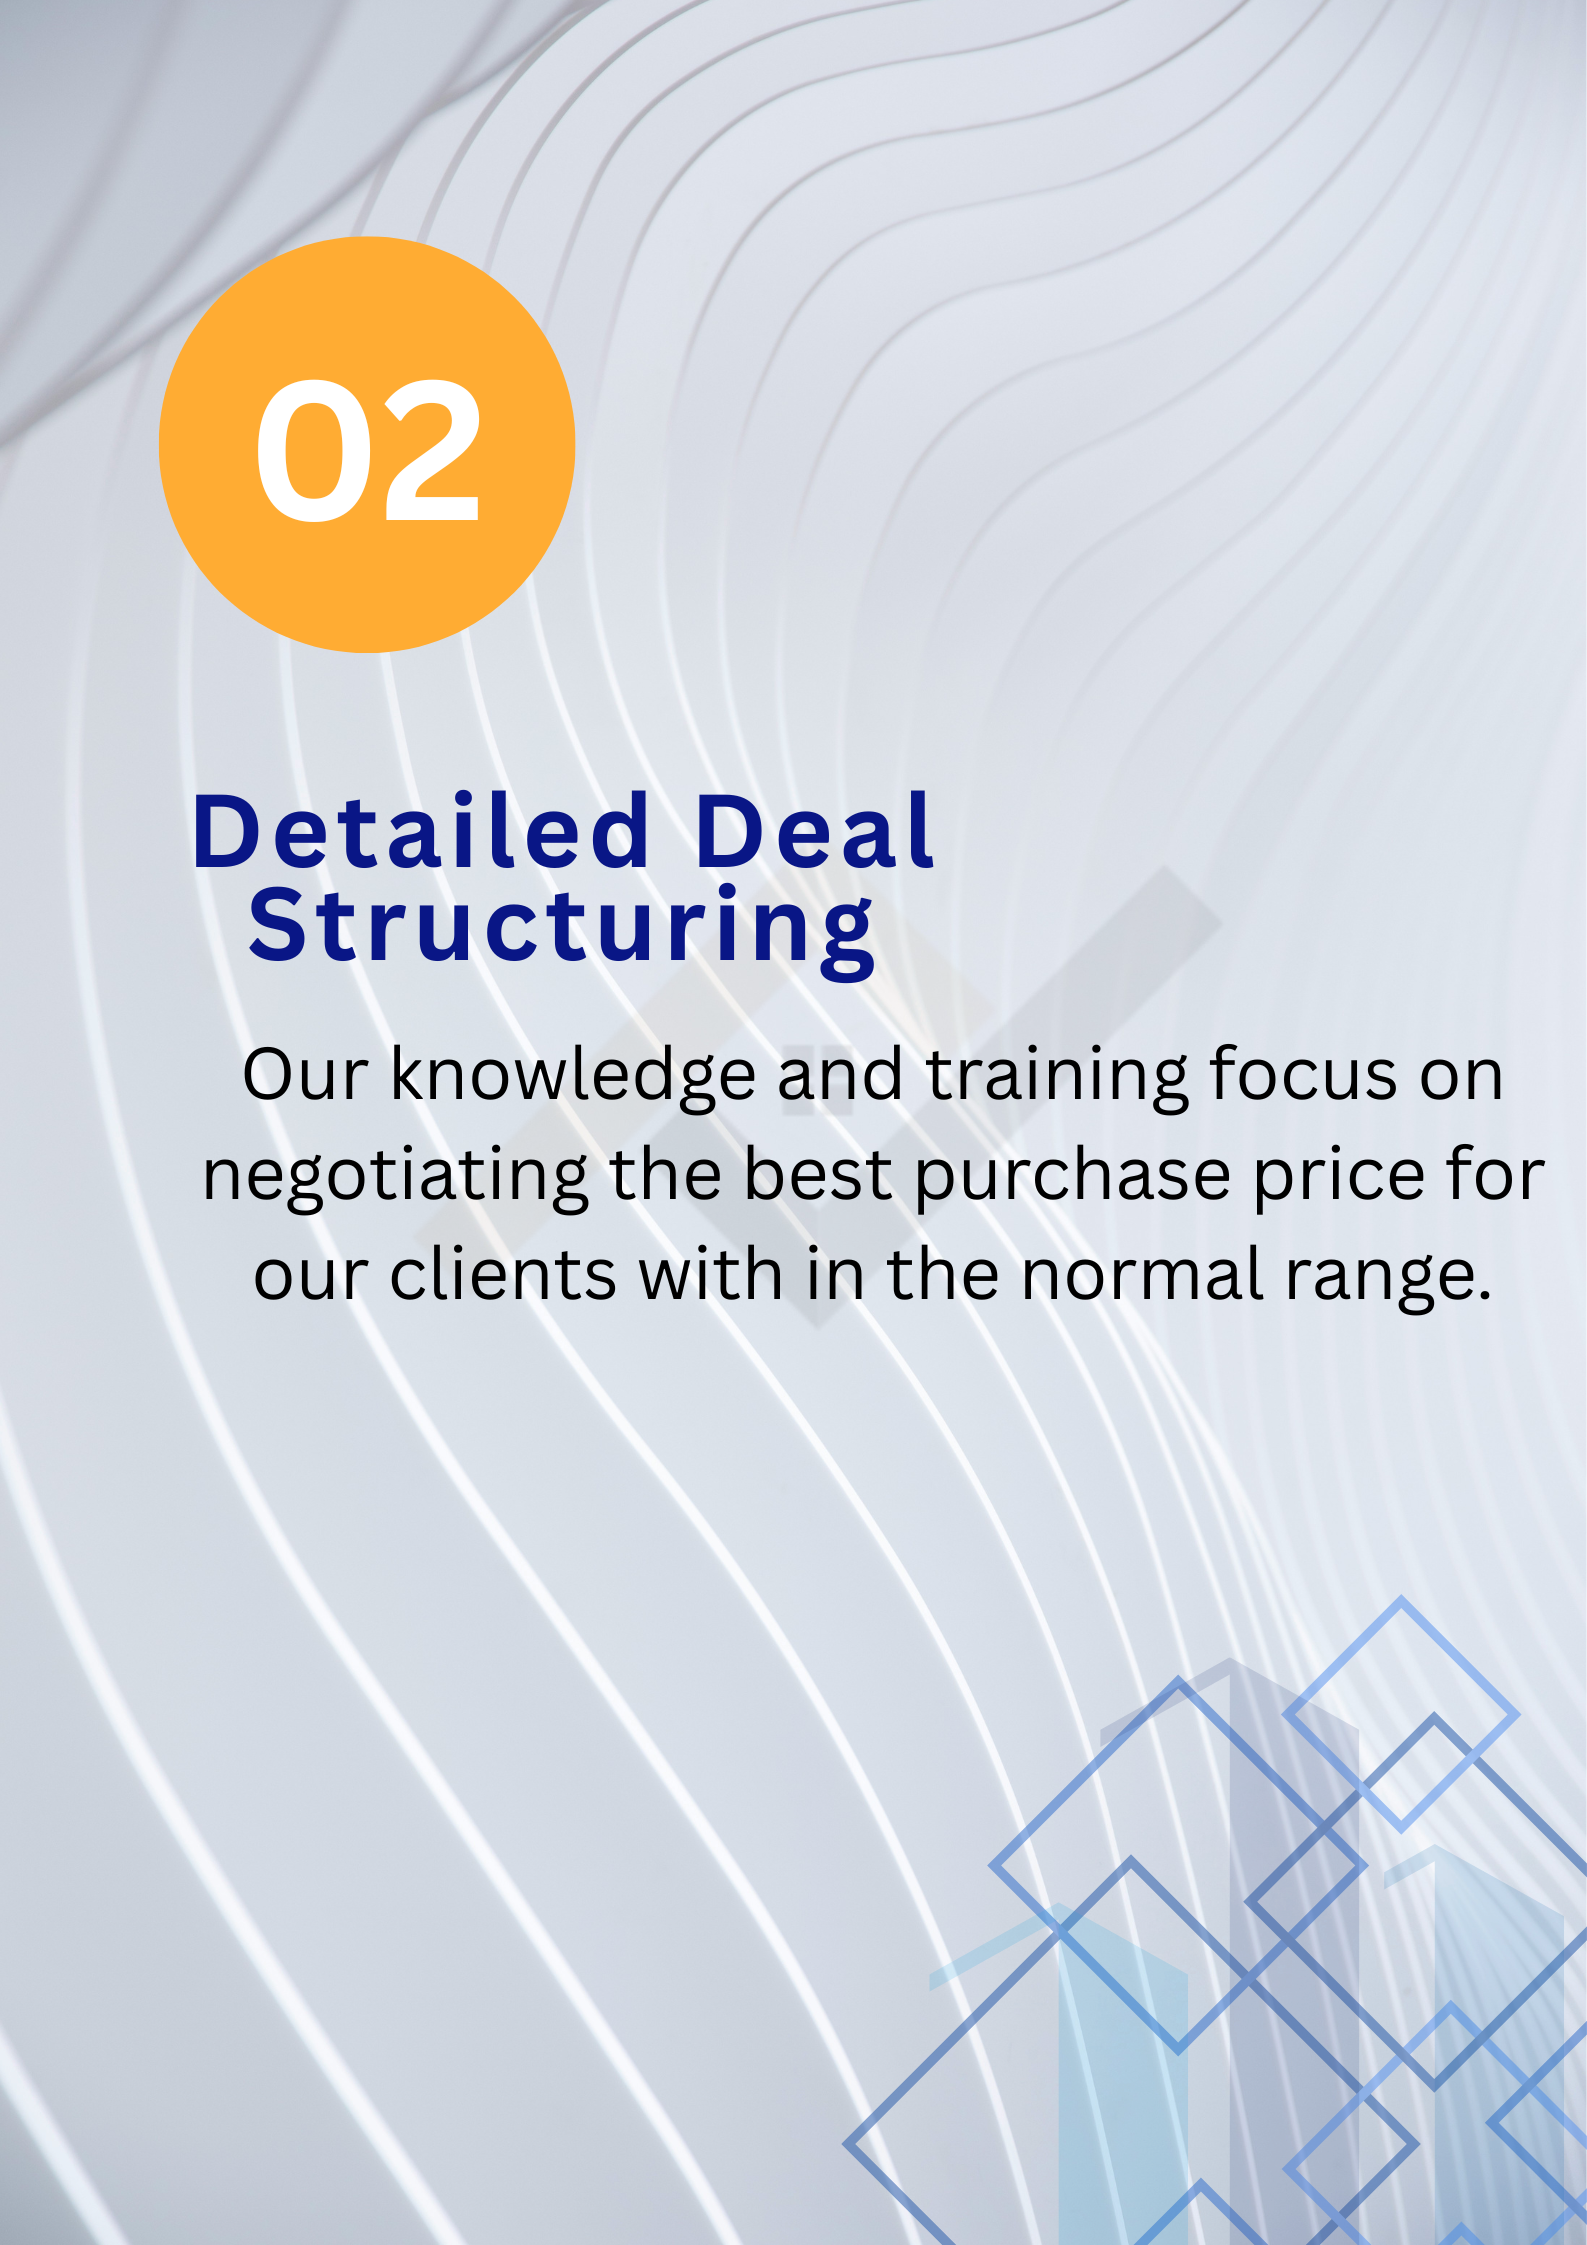 02
Detailed Deal
Structuring
Our knowledge and training focus on
negotiating the best purchase price for
our clients with in the normal range.